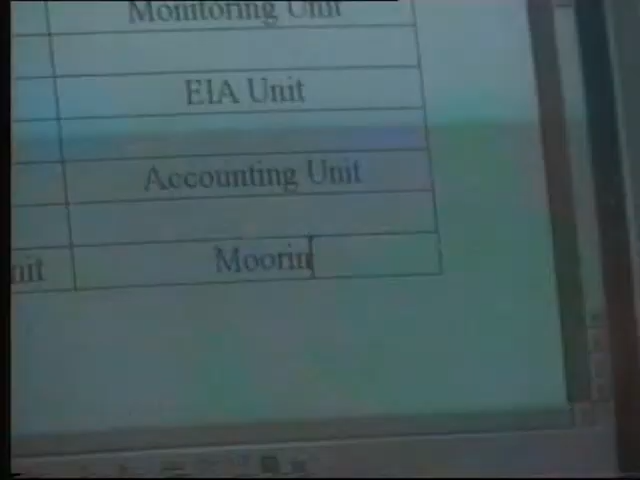 Monitoring Unit
EIA Unit
Accounting Unit
nit
Moorin